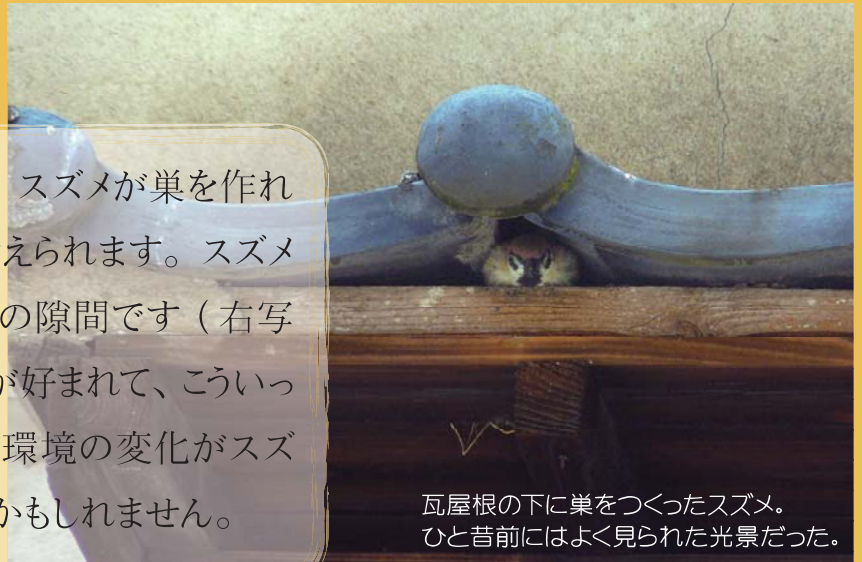 スズメが巣を作れ
えられます。スズメ
の隙間です ( 右写
が好まれて、こういっ
環境の変化がスズ
かもしれません。
瓦屋根の下に巣をつくったスズメ。
ひと昔前にはよく見られた光景だった。